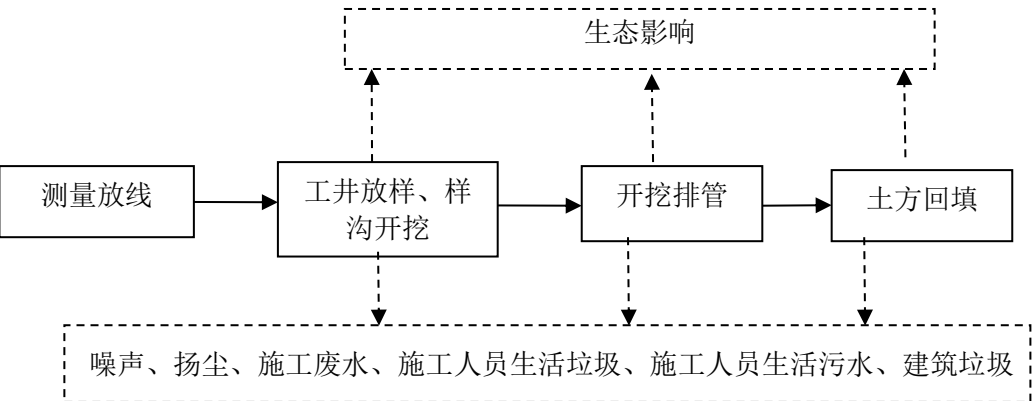 生态影响
测量放线
工井放样、样
沟开挖
开挖排管
土方回填
噪声、扬尘、施工废水、施工人员生活垃圾、施工人员生活污水、建筑垃圾